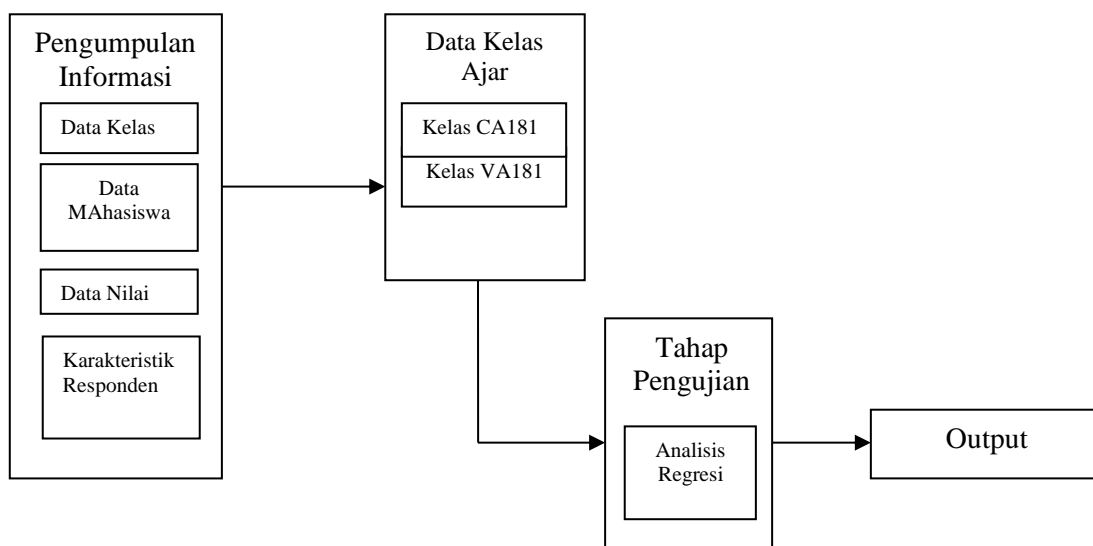 Pengumpulan
Informasi
Data Kelas
Data
MAhasiswa
Data Nilai
Karakteristik
Responden
Data Kelas
Ajar
Kelas CA181
Kelas VA181
Tahap
Pengujian
Analisis
Regresi
Output